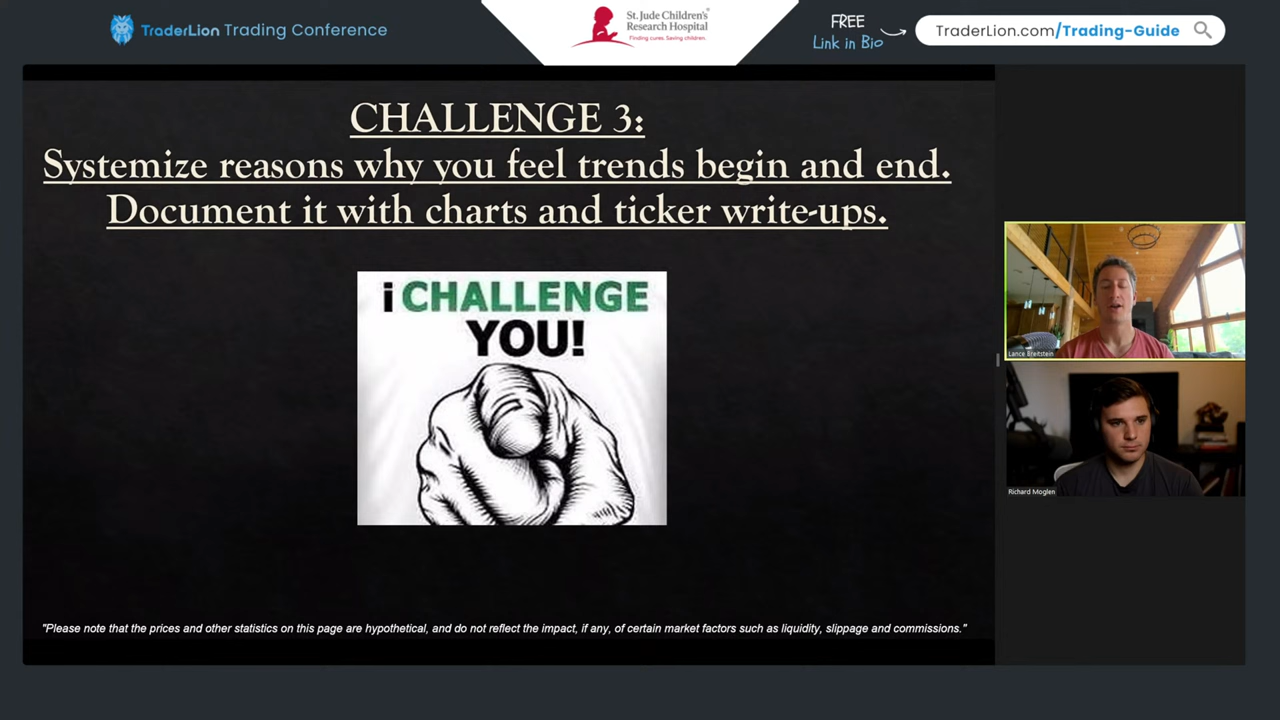 TraderLion Trading Conference
St. Jude Children's
Research Hospital
Finding cures. Saving children.
FREE
Link in Bio
TraderLion.com/Trading-Guide
CHALLENGE 3:
Systemize reasons why you feel trends begin and end.
Document it with charts and ticker write-ups.
i CHALLENGE
YOU!
Lance Breitstein
Richard Moglen
"Please note that the prices and other statistics on this page are hypothetical, and do not reflect the impact, if any, of certain market factors such as liquidity, slippage and commissions."